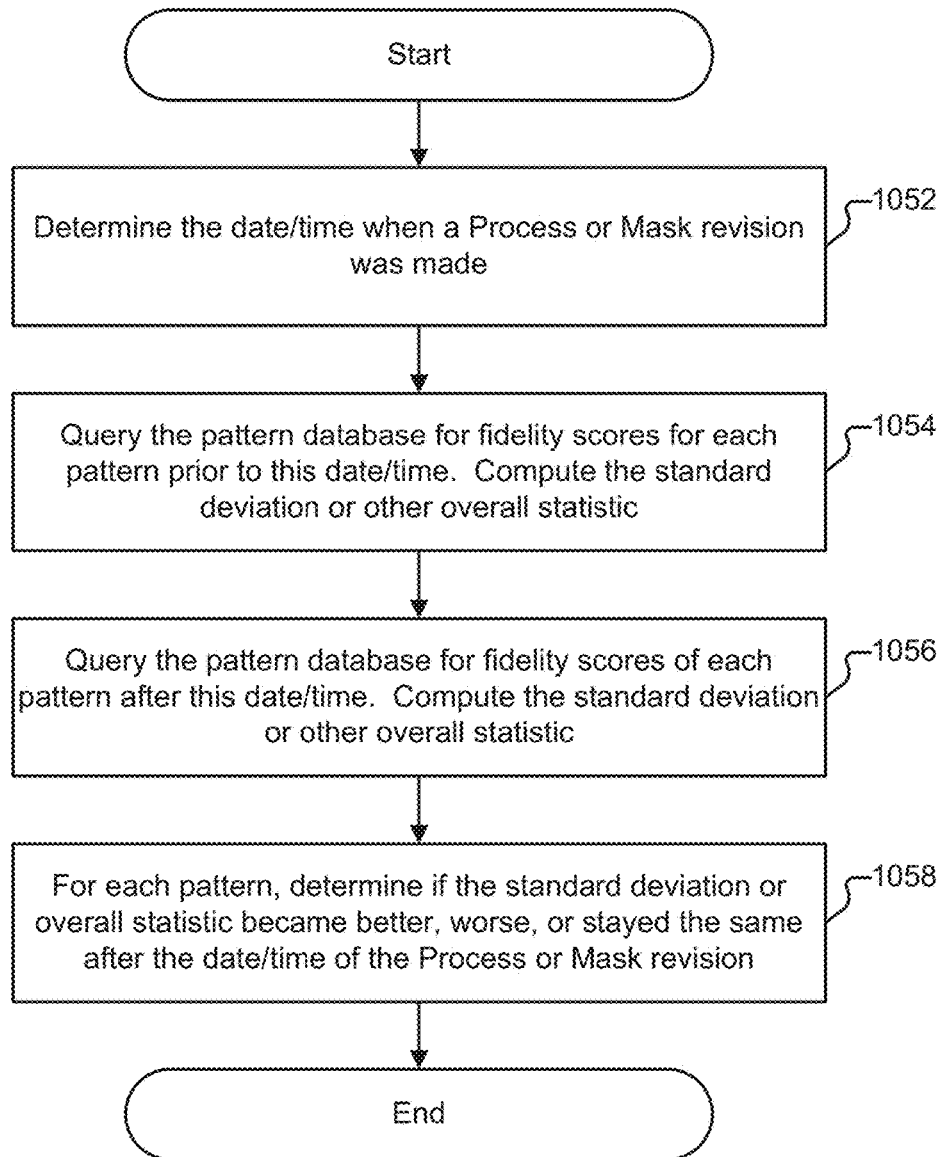 Start
Determine the date/time when a Process or Mask revision
was made
1052
Query the pattern database for fidelity scores for each
pattern prior to this date/time. Compute the standard
deviation or other overall statistic
1054
Query the pattern database for fidelity scores of each
pattern after this date/time. Compute the standard deviation
or other overall statistic
1056
For each pattern, determine if the standard deviation or
overall statistic became better, worse, or stayed the same
after the date/time of the Process or Mask revision
1058
End